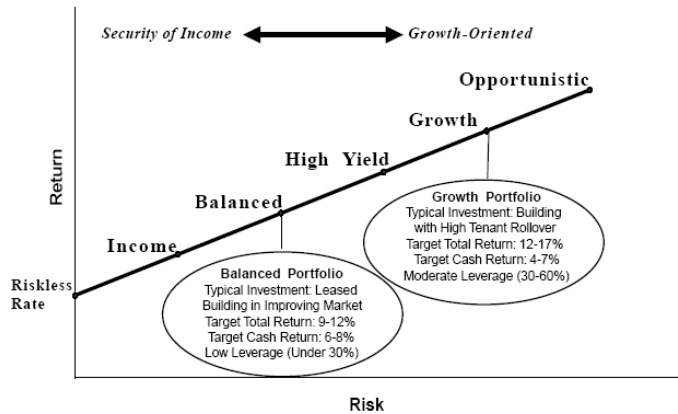 Security of Income
Growth-Oriented
Opportunistic
Growth
High Yield
Balanced
Income
Riskless
Rate
Return
Growth Portfolio
Typical Investment: Building
with High Tenant Rollover
Target Total Return: 12-17%
Target Cash Return: 4-7%
Moderate Leverage (30-60%)
Balanced Portfolio
Typical Investment: Leased
Building in Improving Market
Target Total Return: 9-12%
Target Cash Return: 6-8%
Low Leverage (Under 30%)
Risk